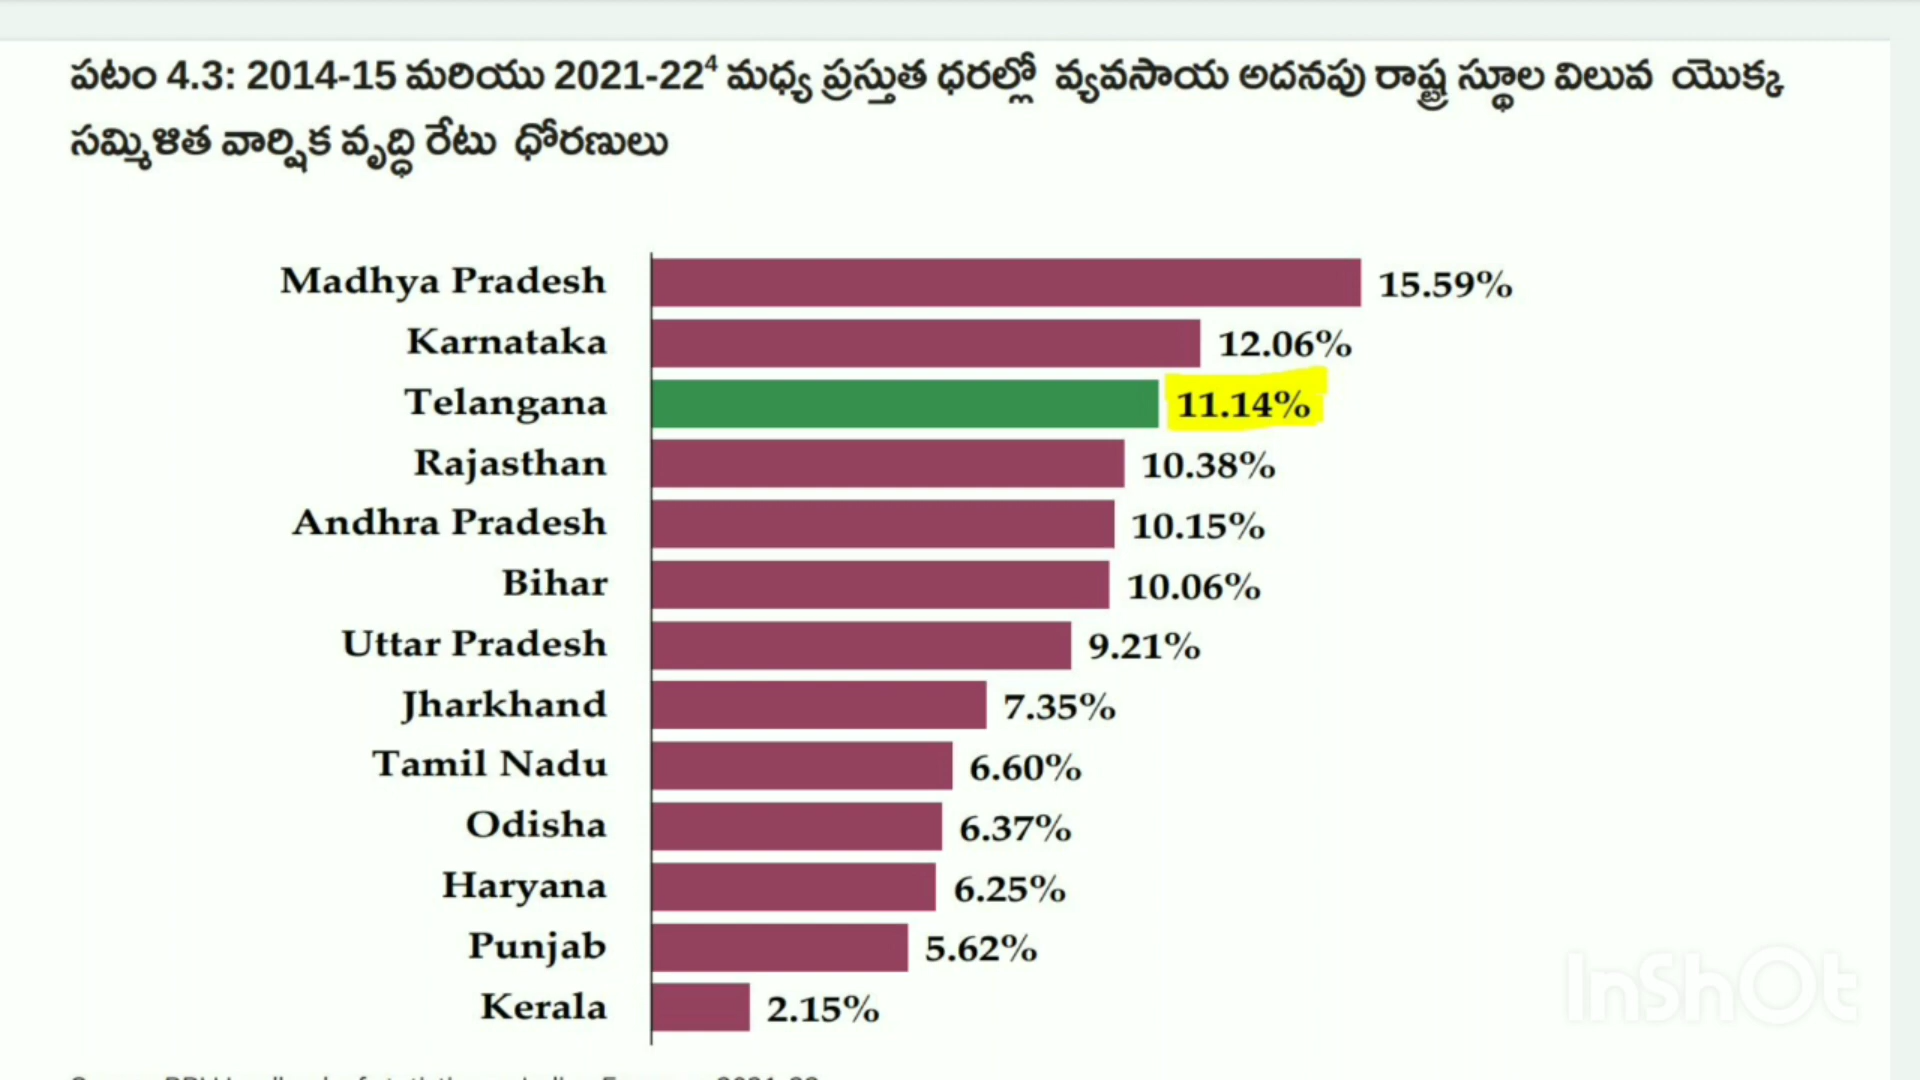 పటం 4.3: 2014-15 మరియు 2021-22⁴ మధ్య ప్రస్తుత ధరల్లో వ్యవసాయ అదనపు రాష్ట్ర స్థూల విలువ యొక్క
సమ్మిళిత వార్షిక వృద్ధి రేటు ధోరణులు
Madhya Pradesh 15.59%
Karnataka 12.06%
Telangana 11.14%
Rajasthan 10.38%
Andhra Pradesh 10.15%
Bihar 10.06%
Uttar Pradesh 9.21%
Jharkhand 7.35%
Tamil Nadu 6.60%
Odisha 6.37%
Haryana 6.25%
Punjab 5.62%
Kerala 2.15%
InShOt